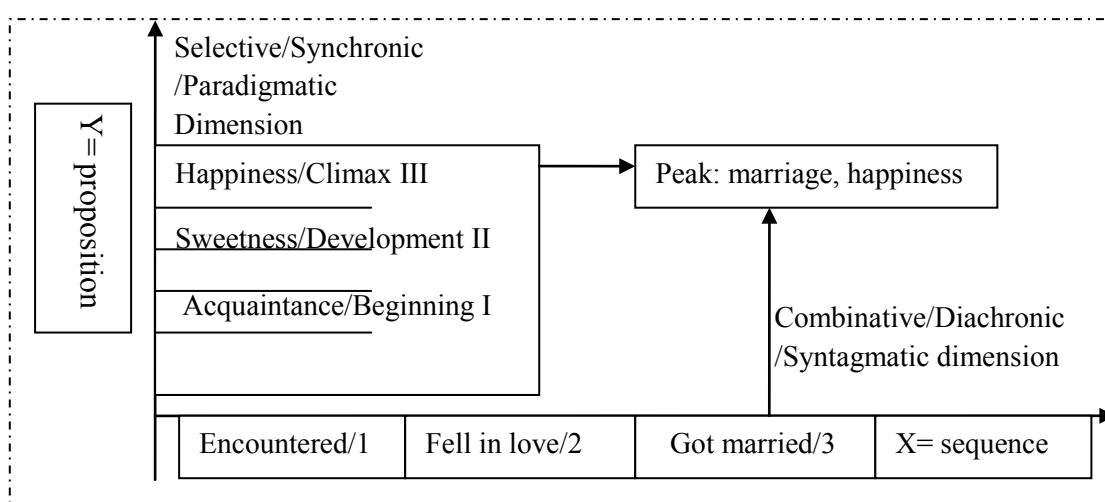 Selective/Synchronic
/Paradigmatic
Dimension
Y= proposition
Happiness/Climax III
Peak: marriage, happiness
Sweetness/Development II
Acquaintance/Beginning I
Combinative/Diachronic
/Syntagmatic dimension
Encountered/1
Fell in love/2
Got married/3
X= sequence